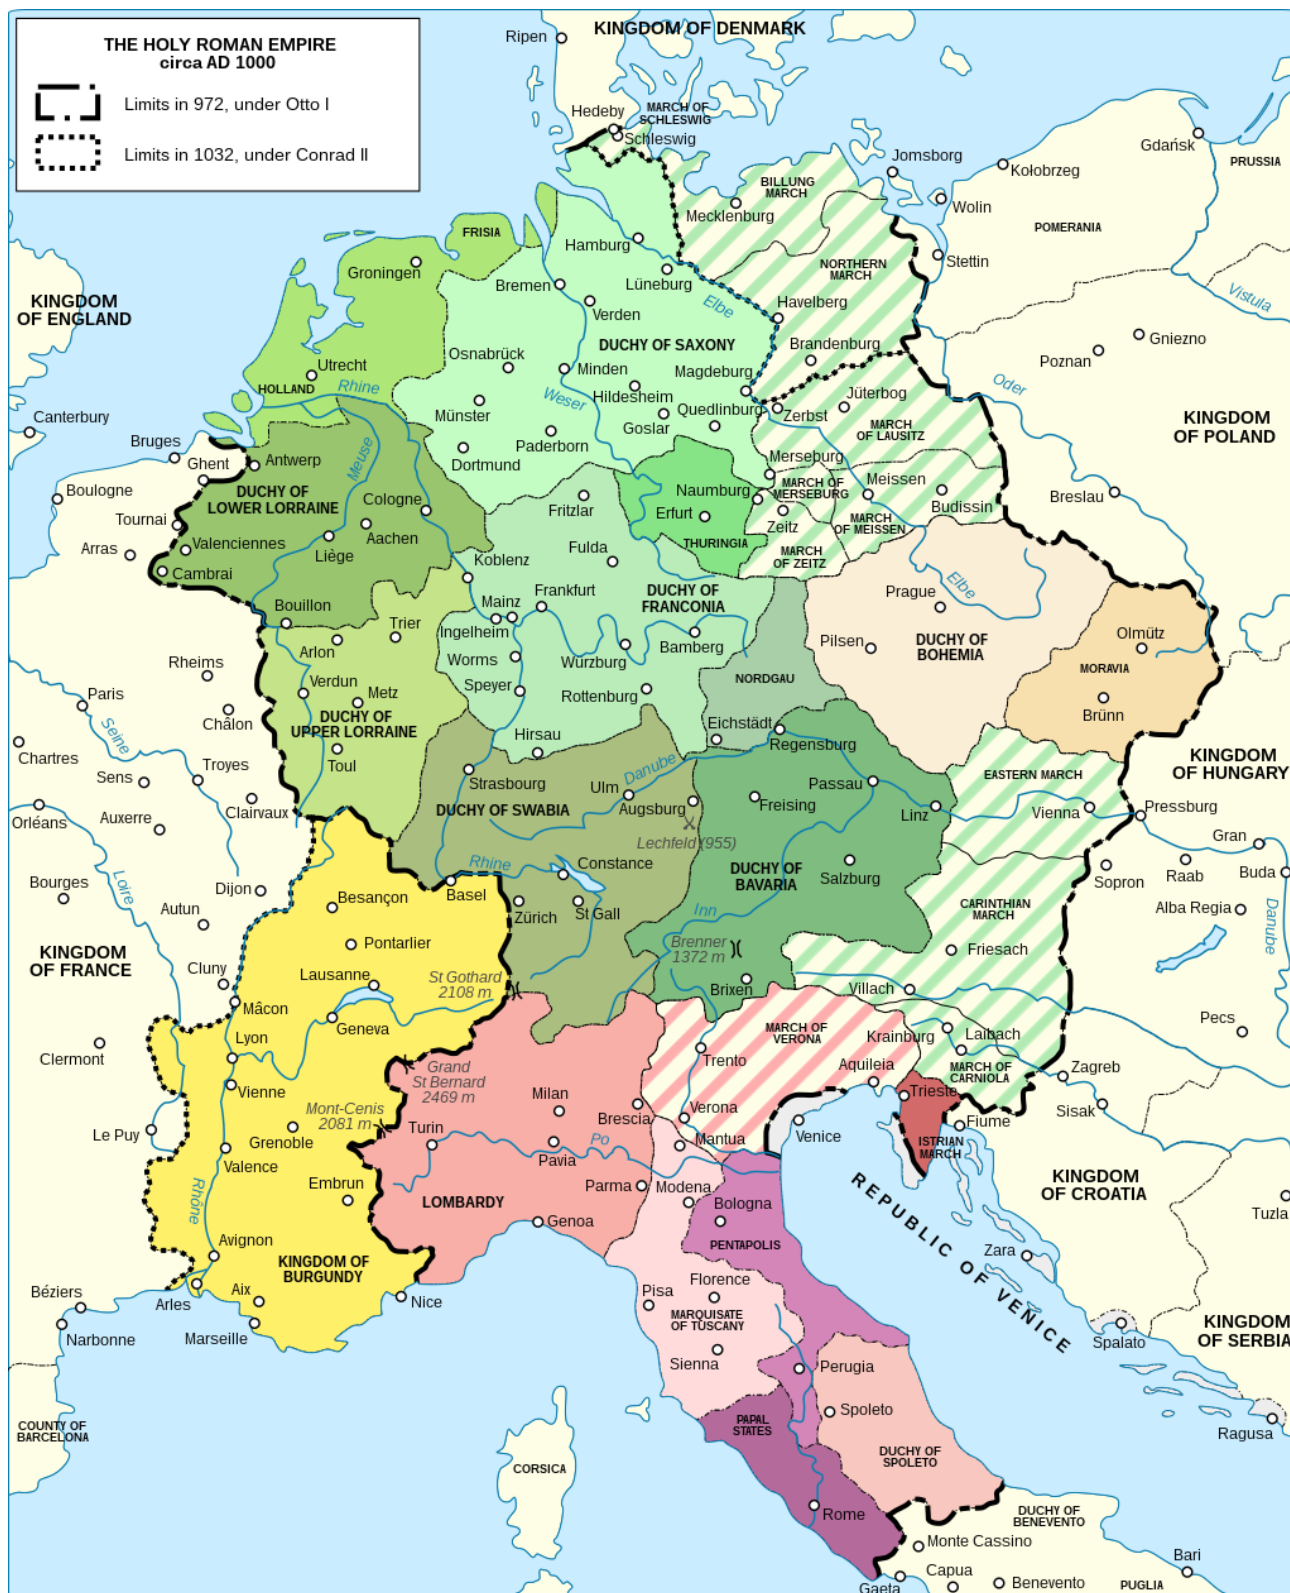 THE HOLY ROMAN EMPIRE
circa AD 1000
Limits in 972, under Otto I
Limits in 1032, under Conrad II
KINGDOM OF DENMARK
Ripen
Hedeby
MARCH OF
SCHLESWIG
Schleswig
Jomsborg
Gdańsk
Kołobrzeg
PRUSSIA
BILLUNG
MARCH
Mecklenburg
Wolin
POMERANIA
FRISIA
Hamburg
Stettin
Groningen
NORTHERN
MARCH
Bremen
Lüneburg
Elbe
Havelberg
Vistula
KINGDOM
OF ENGLAND
Verden
Osnabrück
DUCHY OF SAXONY
Brandenburg
Gniezno
Poznan
Utrecht
HOLLAND
Rhine
Minden
Magdeburg
Hildesheim
Weser
Jüterbog
Oder
Canterbury
Münster
Quedlinburg
Goslar
Zerbst
KINGDOM
OF POLAND
Bruges
Meuse
Paderborn
MARCH
OF LAUSITZ
Ghent
Antwerp
Dortmund
Merseburg
DUCHY OF
LOWER LORRAINE
Boulogne
Cologne
Naumburg
MARCH OF
MERSEBURG
Meissen
Breslau
Fritzlar
Erfurt
Budissin
Tournai
Aachen
Zeitz
MARCH
OF MEISSEN
Valenciennes
Liège
THURINGIA
Arras
Fulda
MARCH
OF ZEITZ
Cambrai
Koblenz
Bouillon
Mainz
Frankfurt
DUCHY OF
FRANCONIA
Prague
Elbe
Trier
Ingelheim
Arlon
Würzburg
Bamberg
Pilsen
DUCHY OF
BOHEMIA
Olmütz
Rheims
Worms
MORAVIA
Verdun
Metz
Speyer
Rottenburg
NORDGAU
Brünn
Paris
Châlon
DUCHY OF
UPPER LORRAINE
Seine
Hirsau
Eichstädt
Regensburg
Chartres
Toul
Troyes
Strasbourg
Ulm
Danube
Passau
EASTERN MARCH
KINGDOM
OF HUNGARY
Sens
Augsburg
Freising
Linz
Vienna
Pressburg
Orléans
Auxerre
Clairvaux
DUCHY OF SWABIA
Lechfeld (955)
Gran
Rhine
Constance
DUCHY OF
BAVARIA
Salzburg
Sopron
Raab
Buda
Bourges
Loire
Dijon
Besançon
Basel
Zürich
St Gall
Inn
CARINTHIAN
MARCH
Alba Regia
Danube
Autun
Pontarlier
Brenner
1372 m
Friesach
KINGDOM
OF FRANCE
Cluny
Lausanne
St Gothard
2108 m
Brixen
Villach
Mâcon
Geneva
Pecs
Clermont
Lyon
MARCH OF
VERONA
Krainburg
Laibach
Trento
Aquileia
MARCH OF
CARNIOLA
Zagreb
Grand
St Bernard
2469 m
Vienne
Milan
Trieste
Mont-Cenis
2081 m
Brescia
Verona
Sisak
Le Puy
Grenoble
Turin
Po
Mantua
Venice
Fiume
ISTRIAN
MARCH
Valence
Pavia
Embrun
LOMBARDY
Parma
Modena
KINGDOM
OF CROATIA
Rhône
Genoa
Bologna
REPUBLIC OF VENICE
Tuzla
Avignon
PENTAPOLIS
KINGDOM OF
BURGUNDY
Zara
Béziers
Aix
Arles
Nice
Pisa
Florence
MARQUISATE
OF TUSCANY
Narbonne
Marseille
Spalato
KINGDOM
OF SERBIA
Sienna
Perugia
COUNTY OF
BARCELONA
Spoleto
PAPAL
STATES
Ragusa
CORSICA
DUCHY OF
SPOLETO
Rome
DUCHY OF
BENEVENTO
Monte Cassino
Bari
Capua
Gaeta
Benevento
PUGLIA